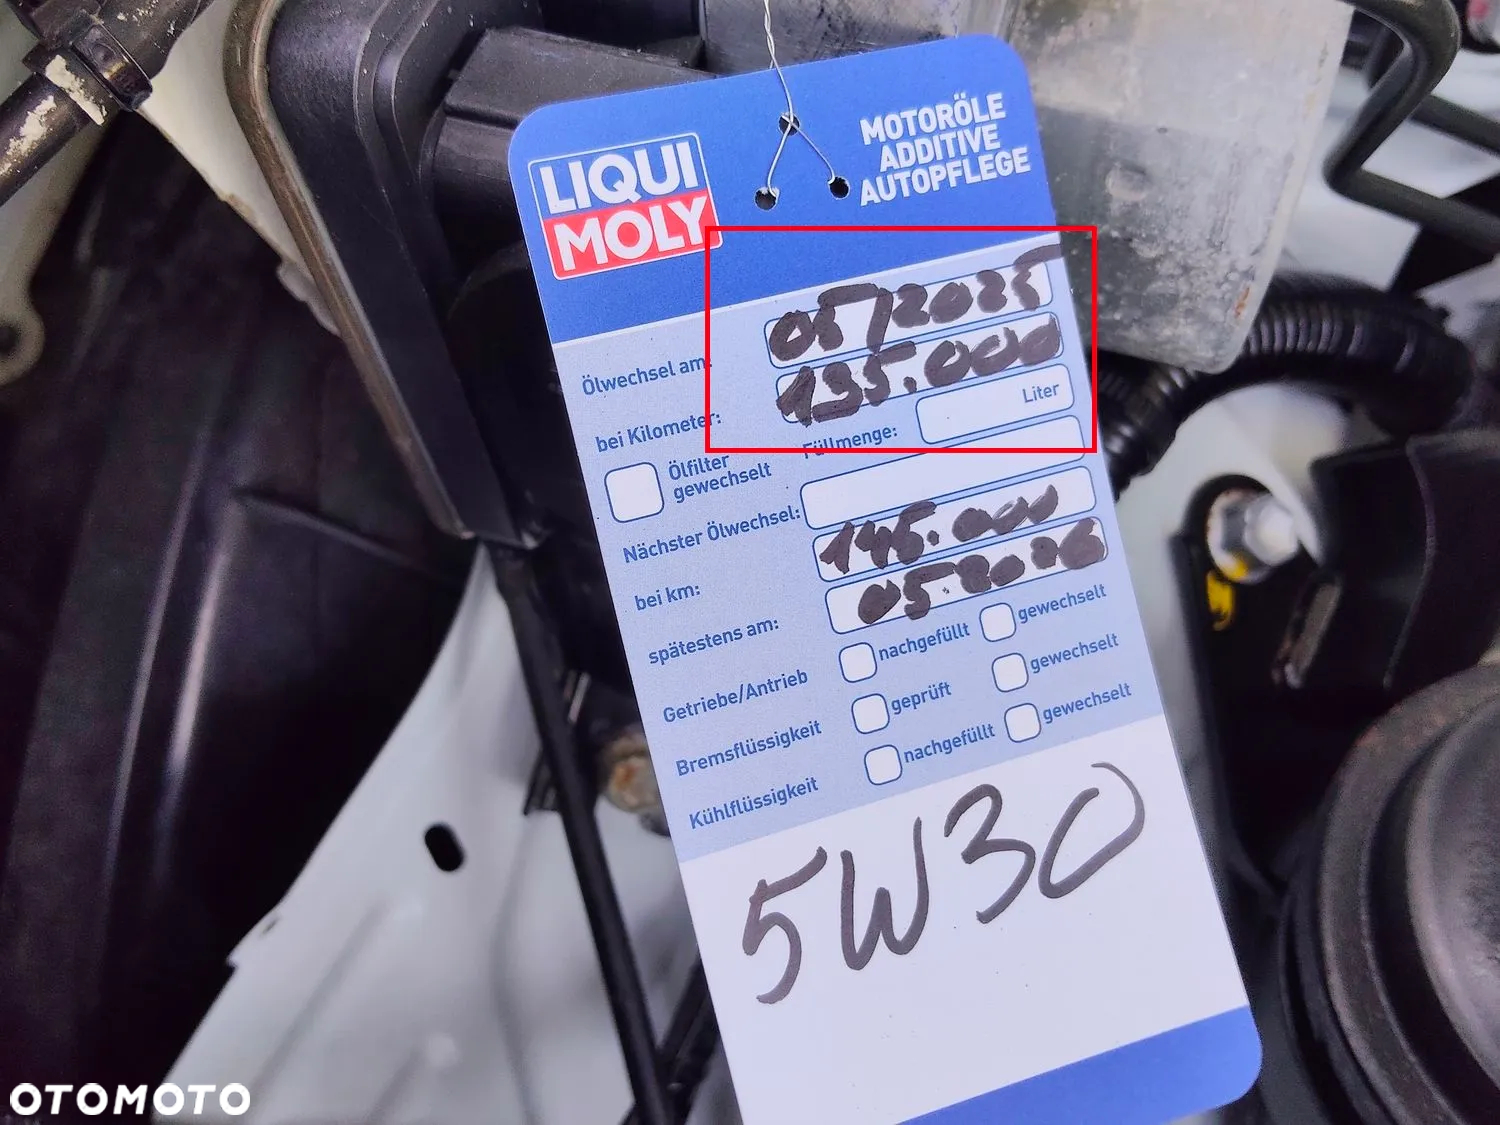 LIQUI
MOLY
MOTORÖLE
ADDITIVE
AUTOPFLEGE
Ölwechsel am: 05/2025
bei Kilometer: 135.000
Ölfilter
gewechselt
Füllmenge: Liter
Nächster Ölwechsel:
bei km: 145.000
spätestens am: 05.2026
Getriebe/Antrieb nachgefüllt gewechselt
Bremsflüssigkeit geprüft gewechselt
Kühlflüssigkeit nachgefüllt gewechselt
5W30
OTOMOTO